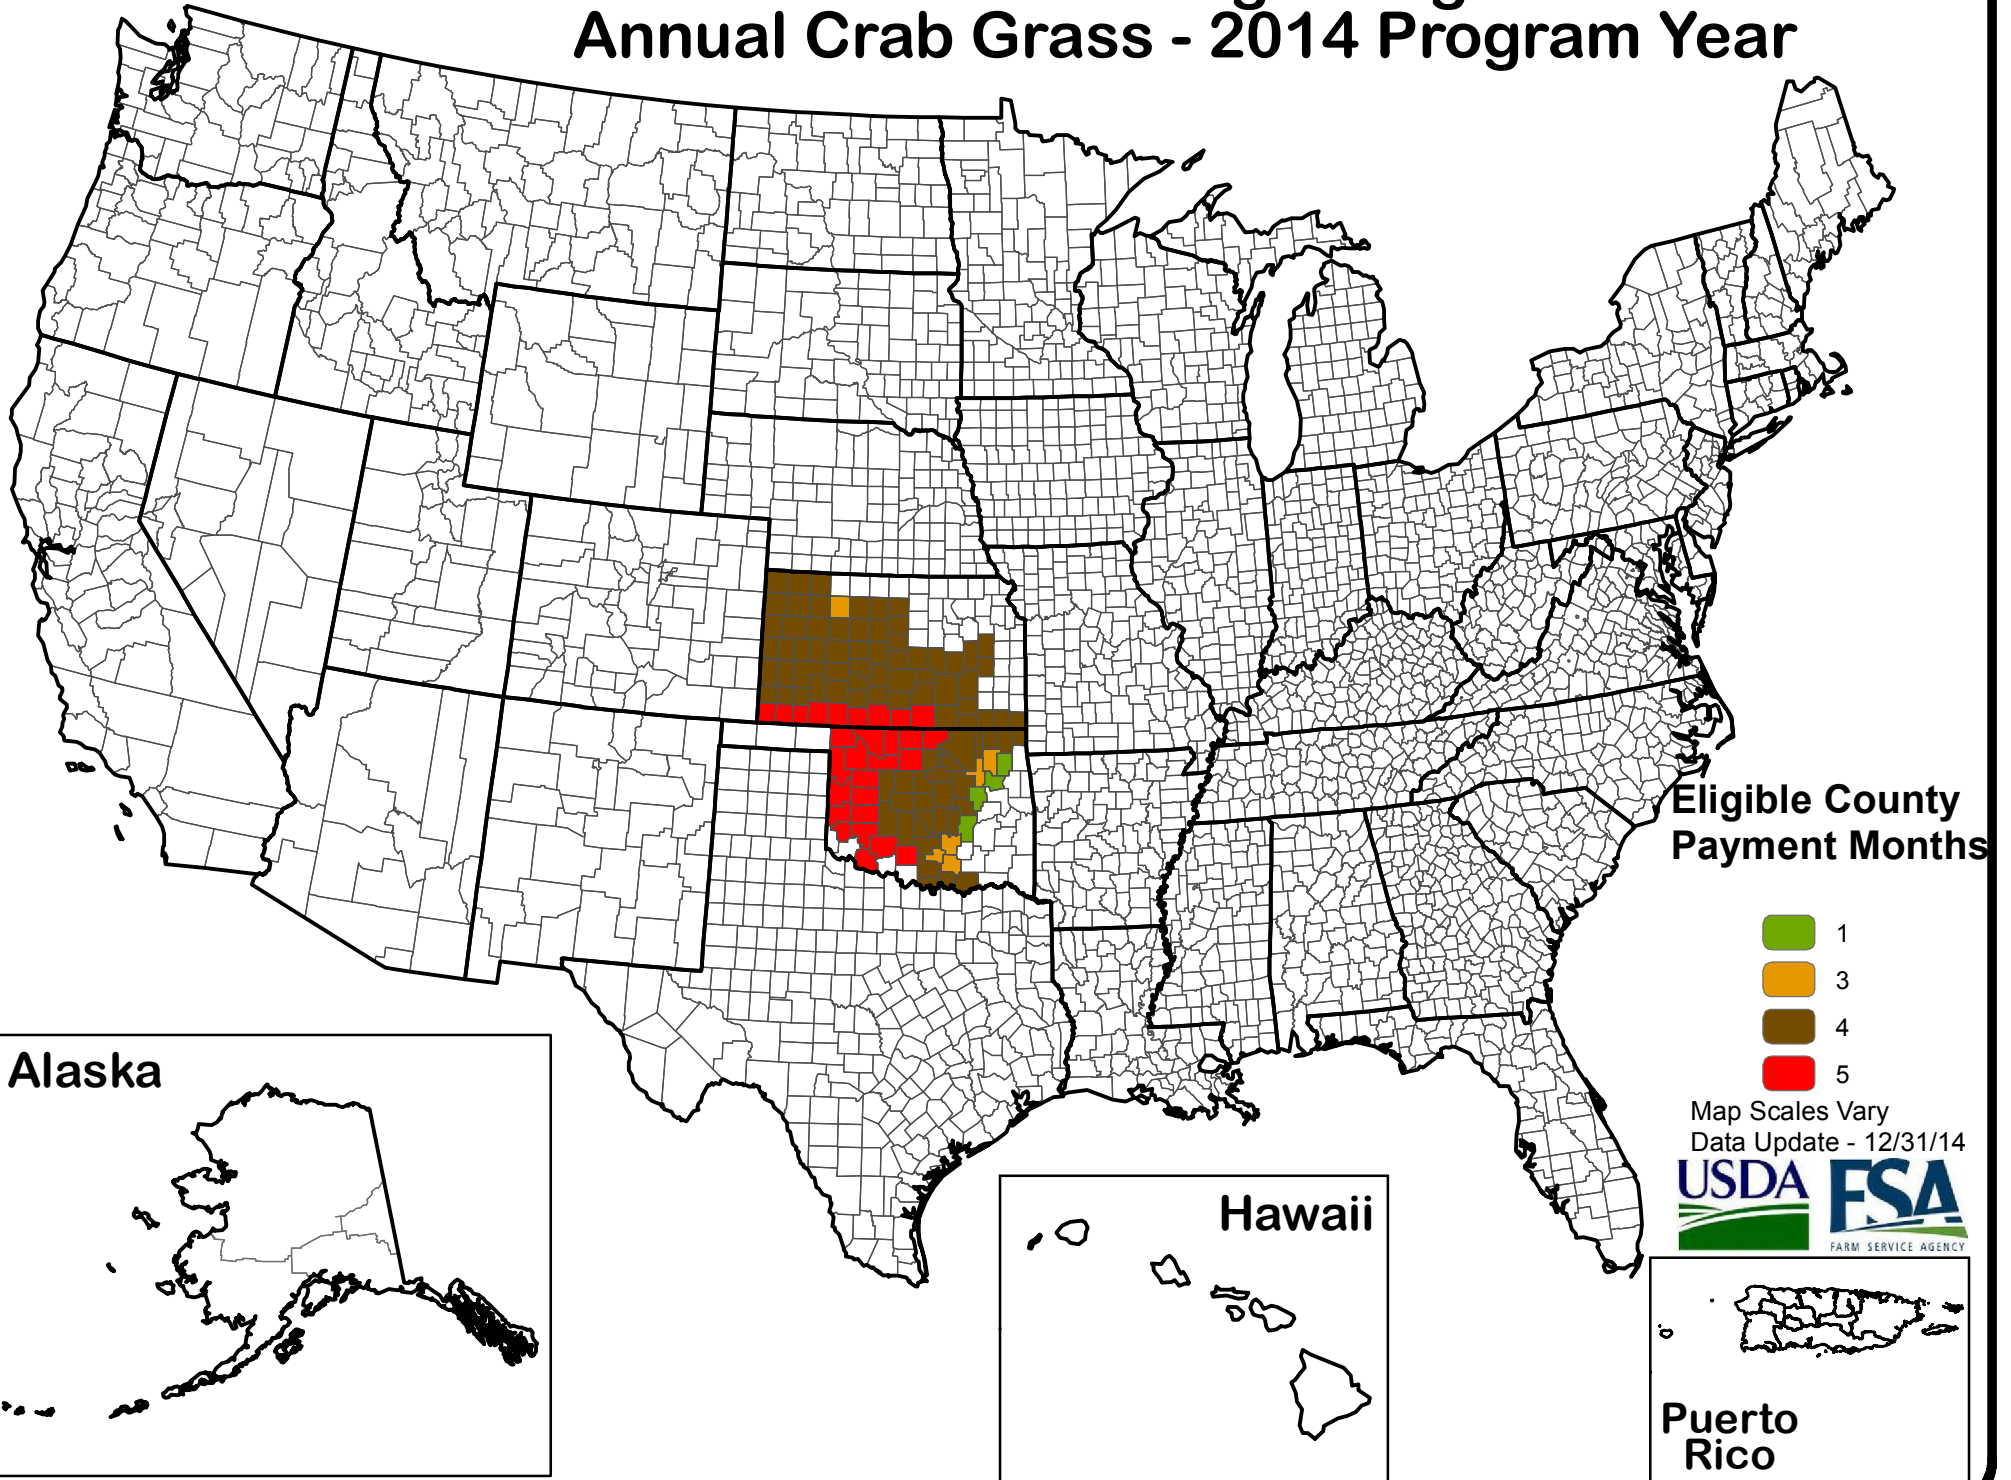 Annual Crab Grass - 2014 Program Year
Eligible County
Payment Months
1
3
4
5
Map Scales Vary
Data Update - 12/31/14
USDA
FSA
FARM SERVICE AGENCY
Alaska
Hawaii
Puerto
Rico